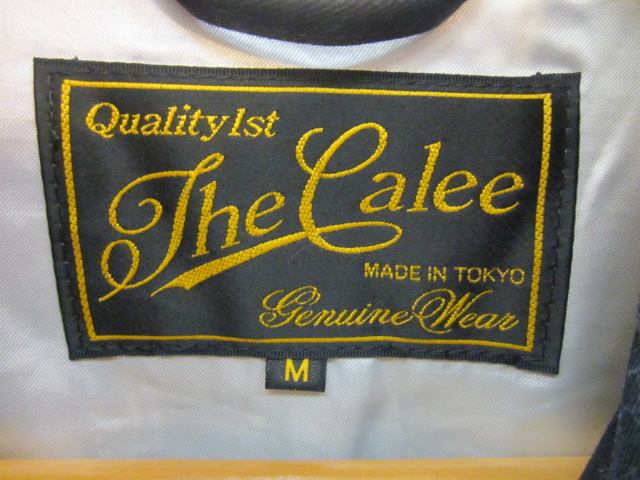 Quality 1st
The Calee
MADE IN TOKYO
Genuine Wear
M